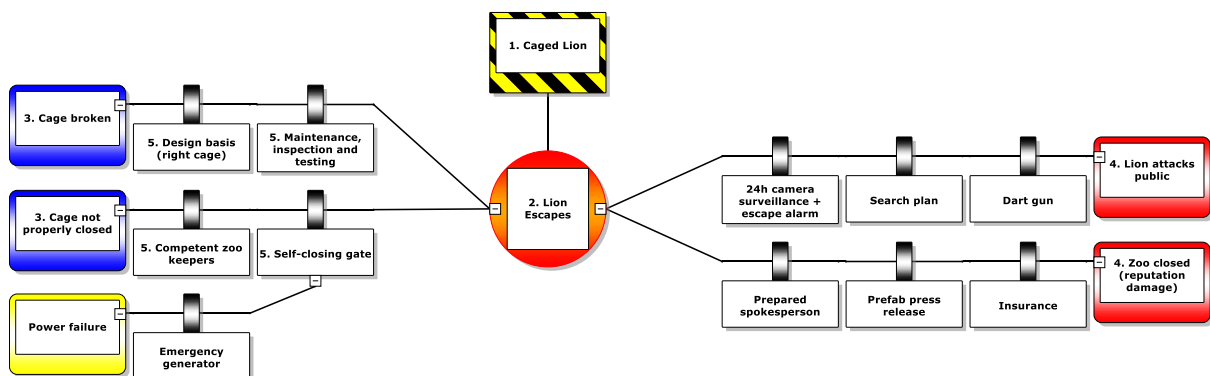 1. Caged Lion
3. Cage broken
5. Design basis
(right cage)
5. Maintenance,
inspection and
testing
3. Cage not
properly closed
5. Competent zoo
keepers
5. Self-closing gate
Power failure
Emergency
generator
2. Lion
Escapes
24h camera
surveillance +
escape alarm
Search plan
Dart gun
4. Lion attacks
public
Prepared
spokesperson
Prefab press
release
Insurance
4. Zoo closed
(reputation
damage)